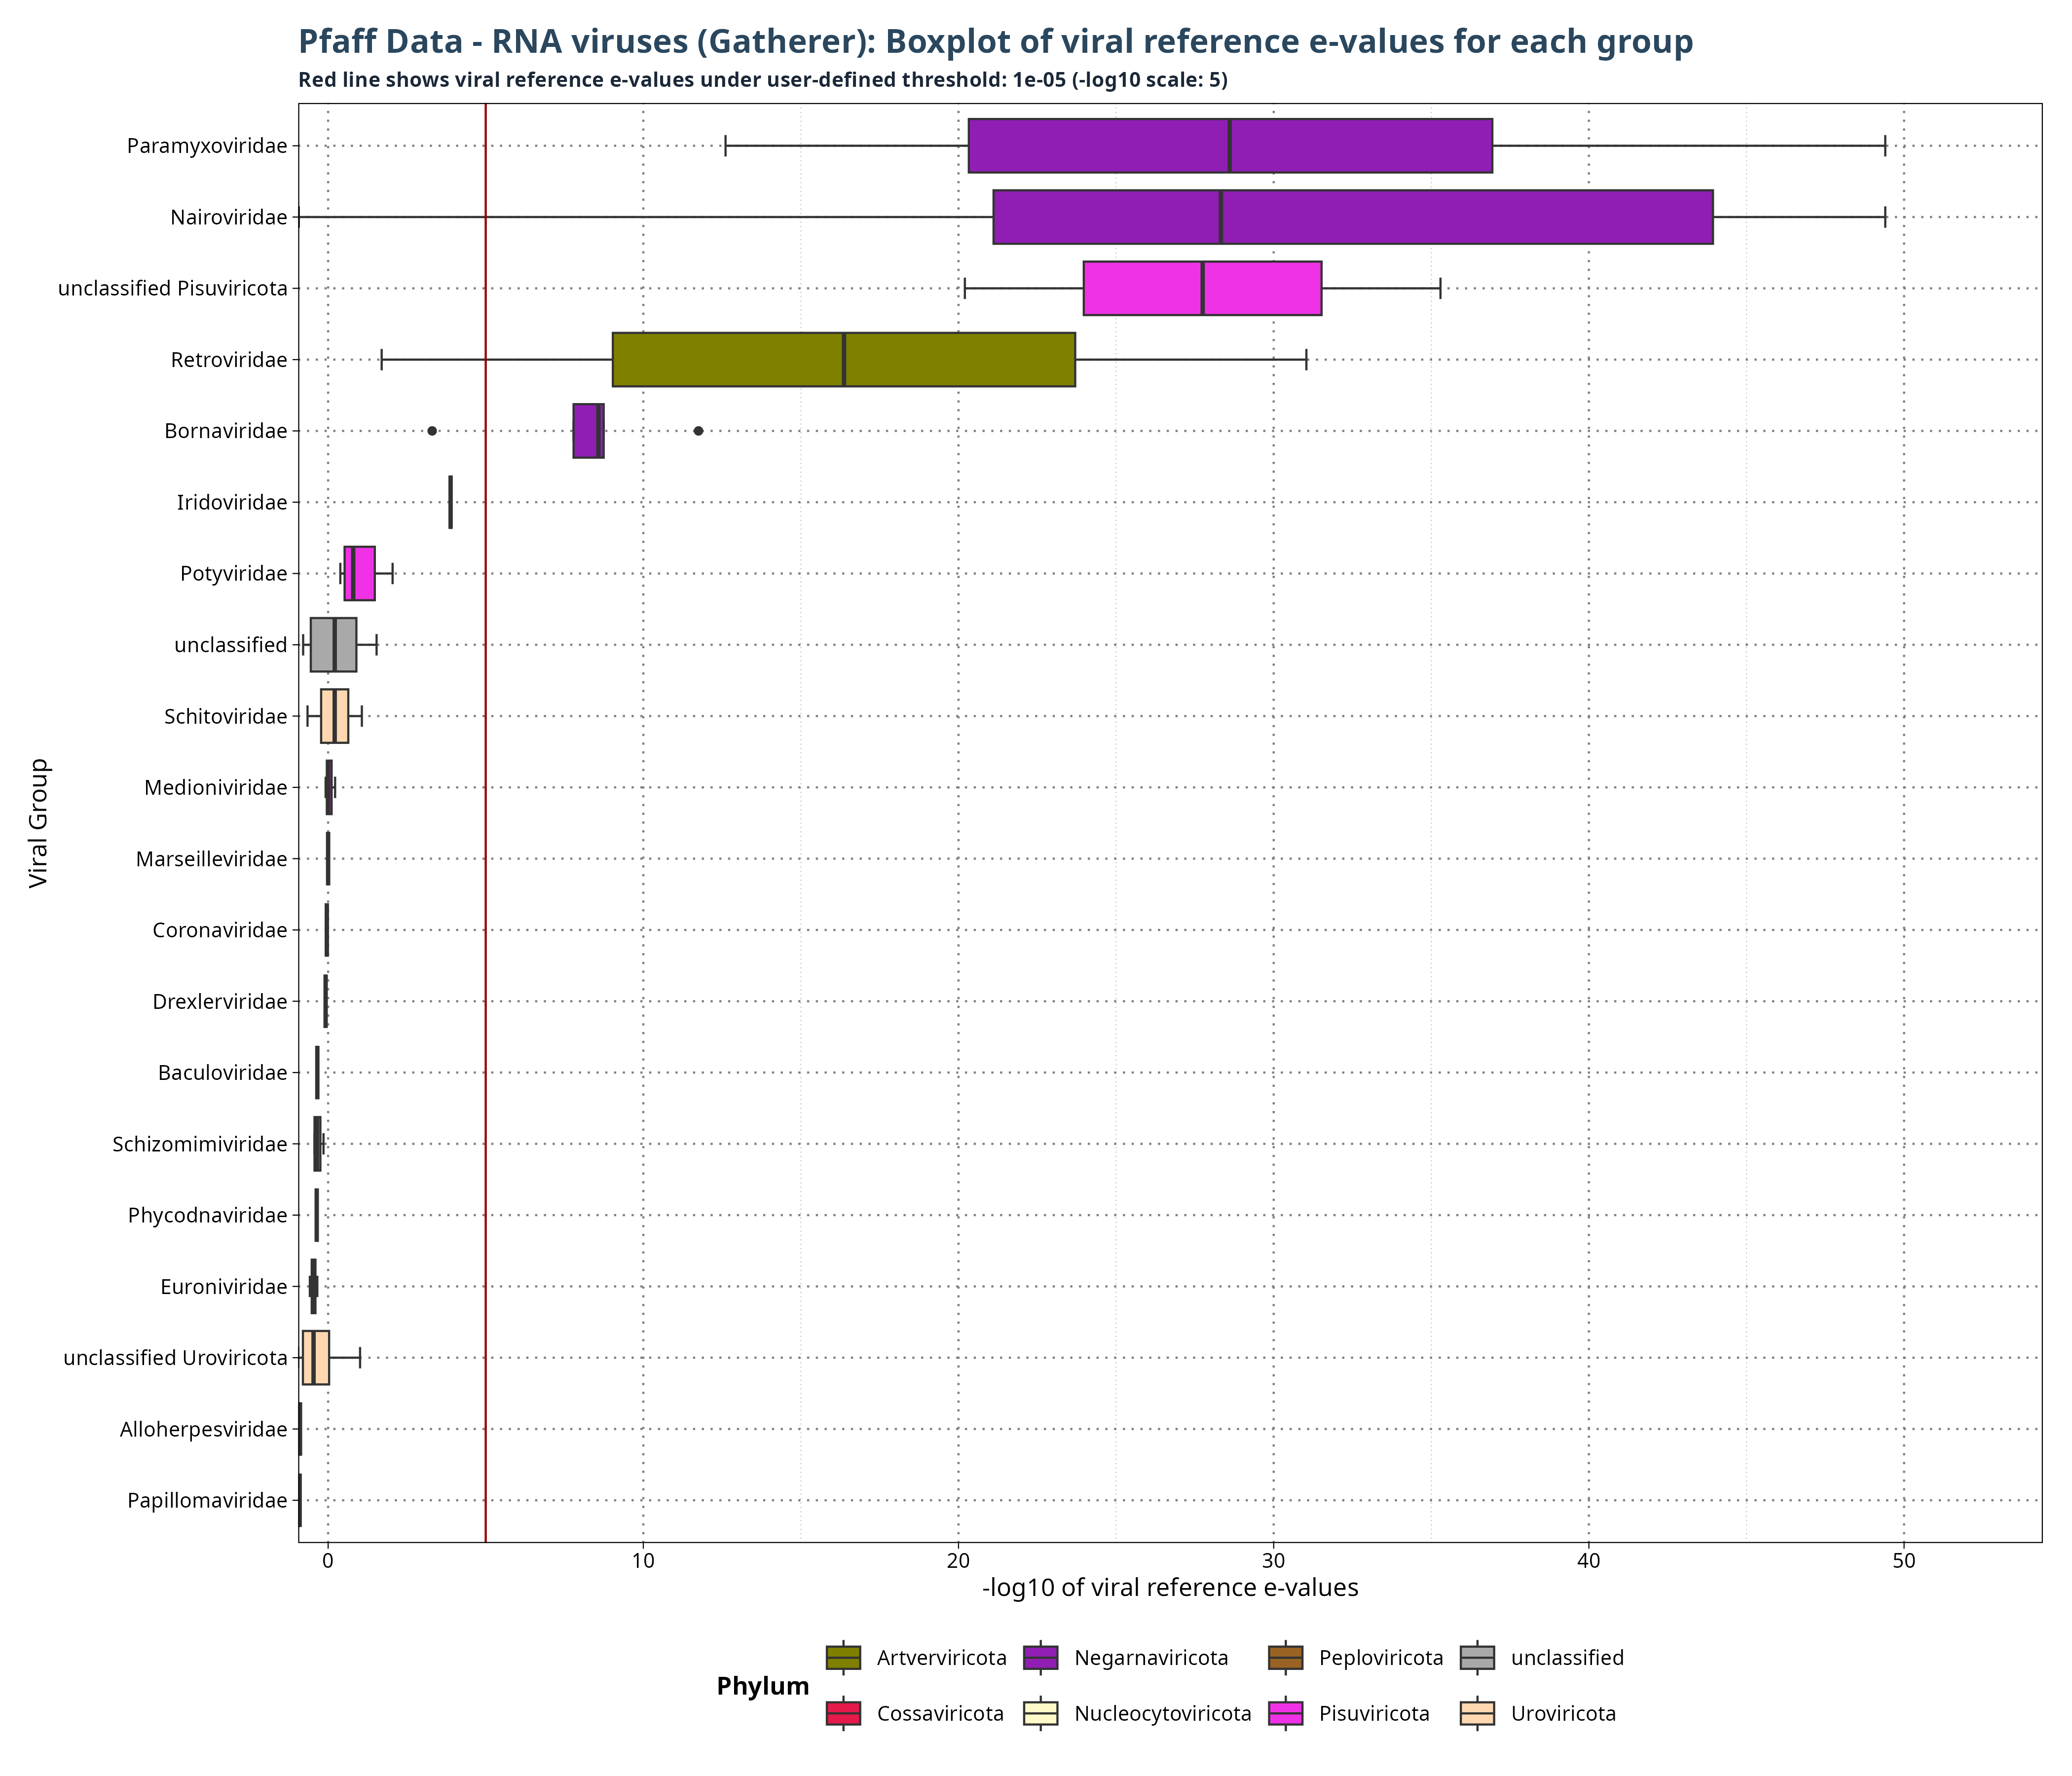 Pfaff Data - RNA viruses (Gatherer): Boxplot of viral reference e-values for each group
Red line shows viral reference e-values under user-defined threshold: 1e-05 (-log10 scale: 5)
Viral Group
Paramyxoviridae
Nairoviridae
unclassified Pisuviricota
Retroviridae
Bornaviridae
Iridoviridae
Potyviridae
unclassified
Schitoviridae
Medioniviridae
Marseilleviridae
Coronaviridae
Drexlerviridae
Baculoviridae
Schizomimiviridae
Phycodnaviridae
Euroniviridae
unclassified Uroviricota
Alloherpesviridae
Papillomaviridae
0 10 20 30 40 50
-log10 of viral reference e-values
Phylum
Artverviricota Negarnaviricota Peploviricota unclassified
Cossaviricota Nucleocytoviricota Pisuviricota Uroviricota